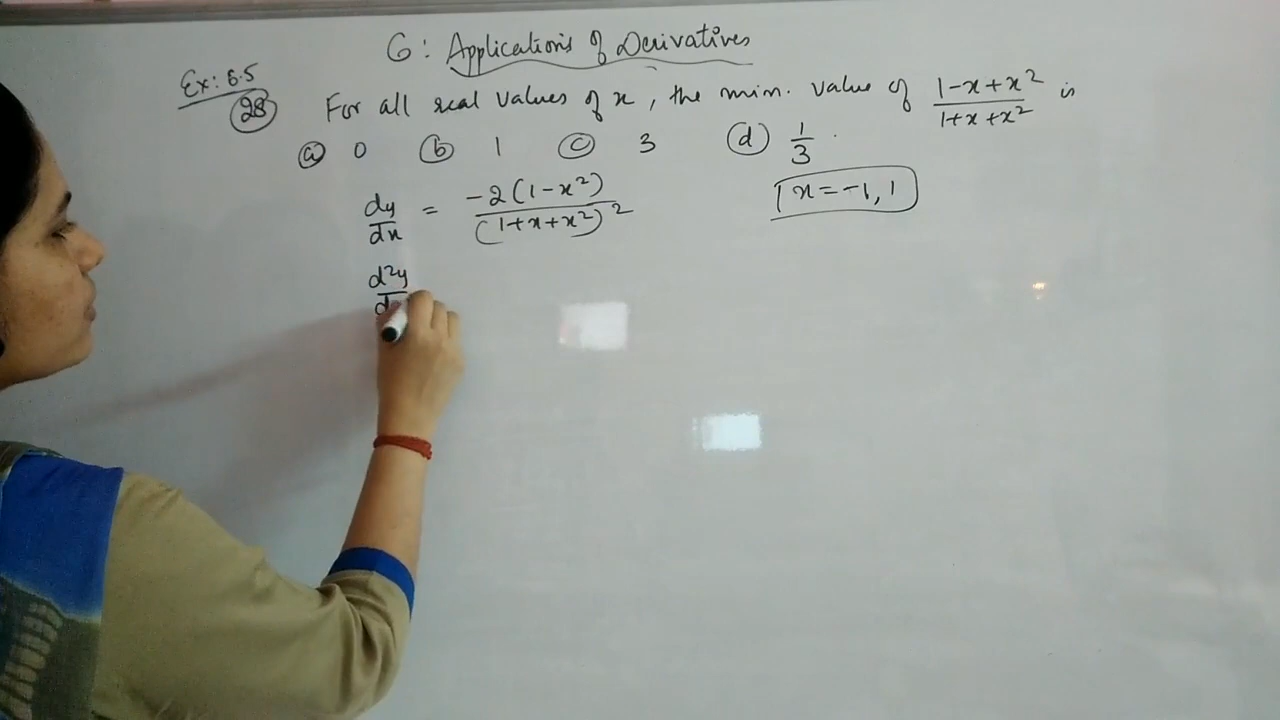 6: Applications of Derivatives
Ex: 6.5
28 For all real values of x, the min. value of (1-x+x²)/(1+x+x²) is
(a) 0 (b) 1 (c) 3 (d) 1/3.
dy/dx = -2(1-x²)/(1+x+x²)²
x = -1, 1
d²y/d